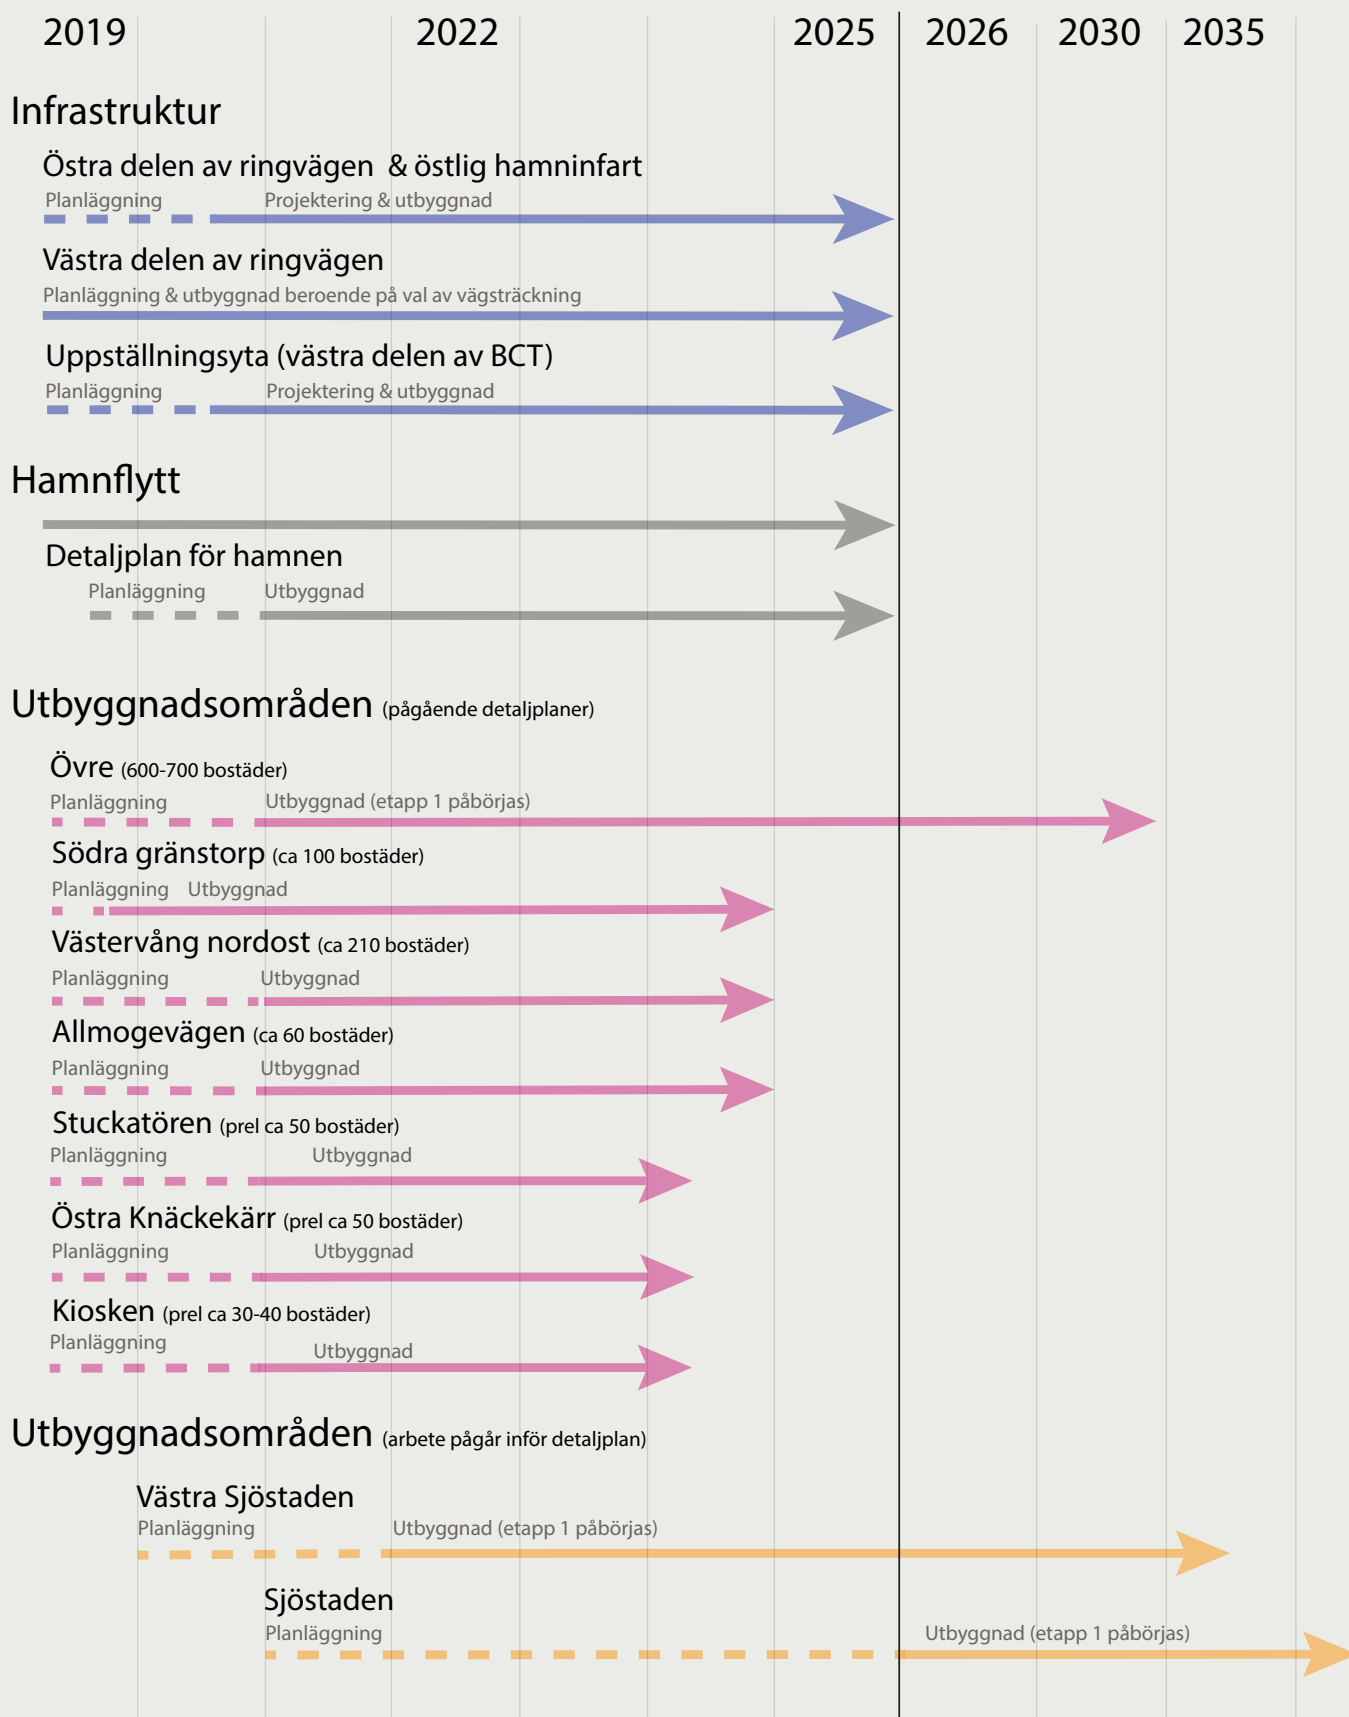 2019 2022 2025 2026 2030 2035
Infrastruktur
Östra delen av ringvägen & östlig hamninfart
Planläggning Projektering & utbyggnad
Västra delen av ringvägen
Planläggning & utbyggnad beroende på val av vägsträckning
Uppställningsyta (västra delen av BCT)
Planläggning Projektering & utbyggnad
Hamnflytt
Detaljplan för hamnen
Planläggning Utbyggnad
Utbyggnadsområden (pågående detaljplaner)
Övre (600-700 bostäder)
Planläggning Utbyggnad (etapp 1 påbörjas)
Södra gränstorp (ca 100 bostäder)
Planläggning Utbyggnad
Västervång nordost (ca 210 bostäder)
Planläggning Utbyggnad
Allmogevägen (ca 60 bostäder)
Planläggning Utbyggnad
Stuckatören (prel ca 50 bostäder)
Planläggning Utbyggnad
Östra Knäckekärr (prel ca 50 bostäder)
Planläggning Utbyggnad
Kiosken (prel ca 30-40 bostäder)
Planläggning Utbyggnad
Utbyggnadsområden (arbete pågår inför detaljplan)
Västra Sjöstaden
Planläggning Utbyggnad (etapp 1 påbörjas)
Sjöstaden
Planläggning Utbyggnad (etapp 1 påbörjas)